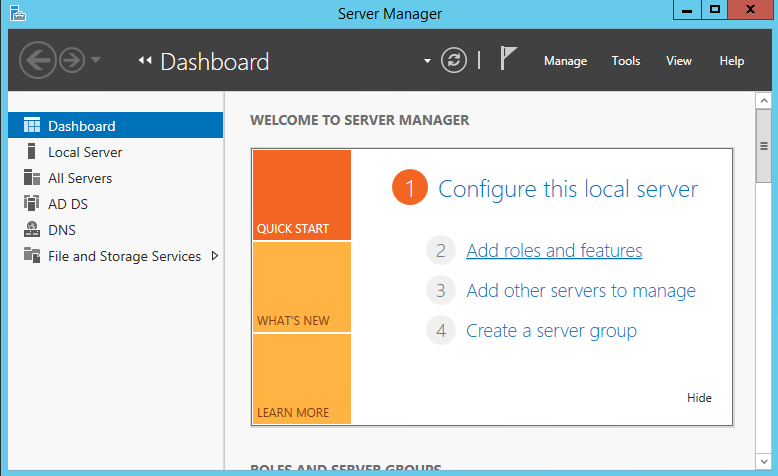 Server Manager
Dashboard
Manage Tools View Help
Dashboard
Local Server
All Servers
AD DS
DNS
File and Storage Services
WELCOME TO SERVER MANAGER
QUICK START
WHAT'S NEW
LEARN MORE
1 Configure this local server
2 Add roles and features
3 Add other servers to manage
4 Create a server group
Hide
ROLES AND SERVER GROUPS